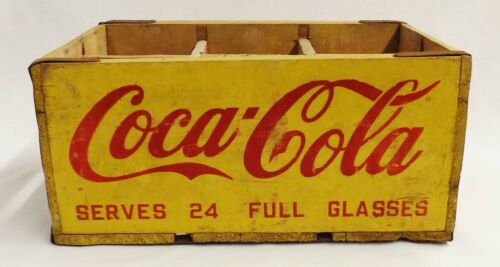 Coca-Cola
SERVES 24 FULL GLASSES